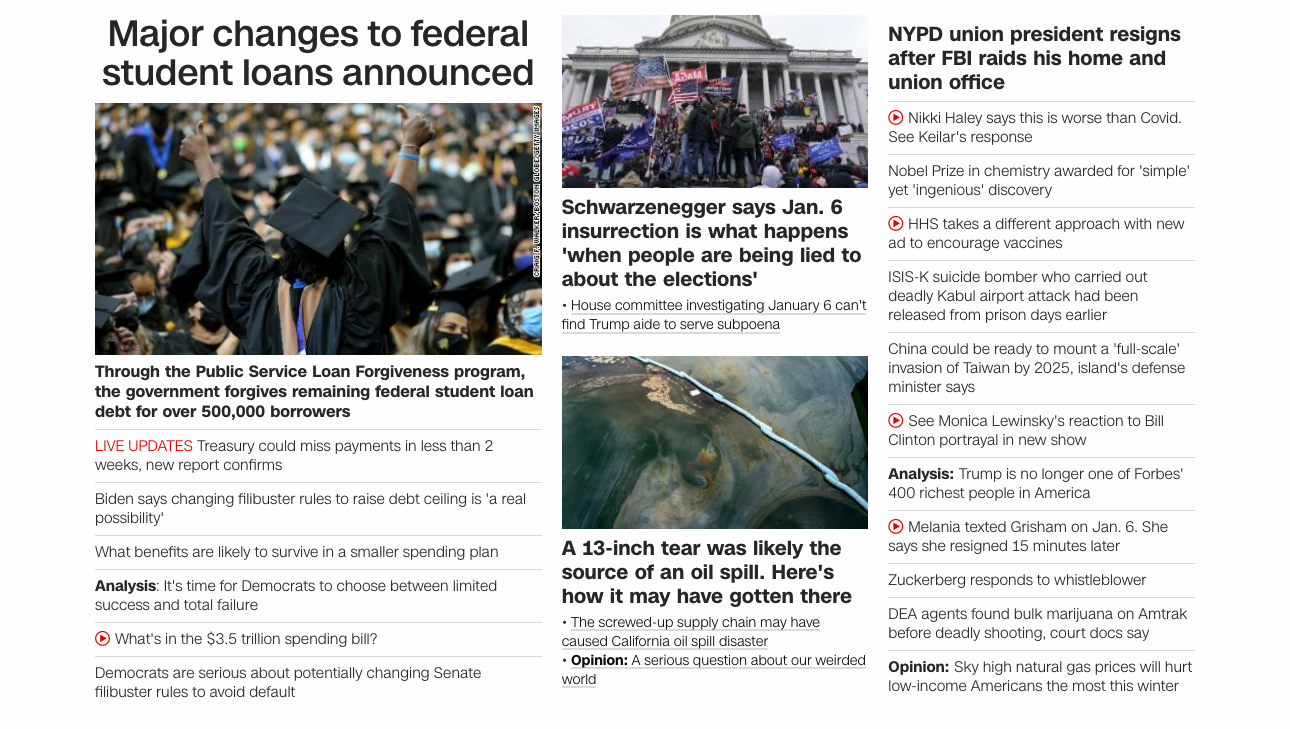 Major changes to federal
student loans announced
CRAIG F. WALKER/BOSTON GLOBE/GETTY IMAGES
Through the Public Service Loan Forgiveness program,
the government forgives remaining federal student loan
debt for over 500,000 borrowers
LIVE UPDATES Treasury could miss payments in less than 2
weeks, new report confirms
Biden says changing filibuster rules to raise debt ceiling is 'a real
possibility'
What benefits are likely to survive in a smaller spending plan
Analysis: It's time for Democrats to choose between limited
success and total failure
What's in the $3.5 trillion spending bill?
Democrats are serious about potentially changing Senate
filibuster rules to avoid default
Schwarzenegger says Jan. 6
insurrection is what happens
'when people are being lied to
about the elections'
• House committee investigating January 6 can't
find Trump aide to serve subpoena
A 13-inch tear was likely the
source of an oil spill. Here's
how it may have gotten there
• The screwed-up supply chain may have
caused California oil spill disaster
• Opinion: A serious question about our weirded
world
NYPD union president resigns
after FBI raids his home and
union office
Nikki Haley says this is worse than Covid.
See Keilar's response
Nobel Prize in chemistry awarded for 'simple'
yet 'ingenious' discovery
HHS takes a different approach with new
ad to encourage vaccines
ISIS-K suicide bomber who carried out
deadly Kabul airport attack had been
released from prison days earlier
China could be ready to mount a 'full-scale'
invasion of Taiwan by 2025, island's defense
minister says
See Monica Lewinsky's reaction to Bill
Clinton portrayal in new show
Analysis: Trump is no longer one of Forbes'
400 richest people in America
Melania texted Grisham on Jan. 6. She
says she resigned 15 minutes later
Zuckerberg responds to whistleblower
DEA agents found bulk marijuana on Amtrak
before deadly shooting, court docs say
Opinion: Sky high natural gas prices will hurt
low-income Americans the most this winter